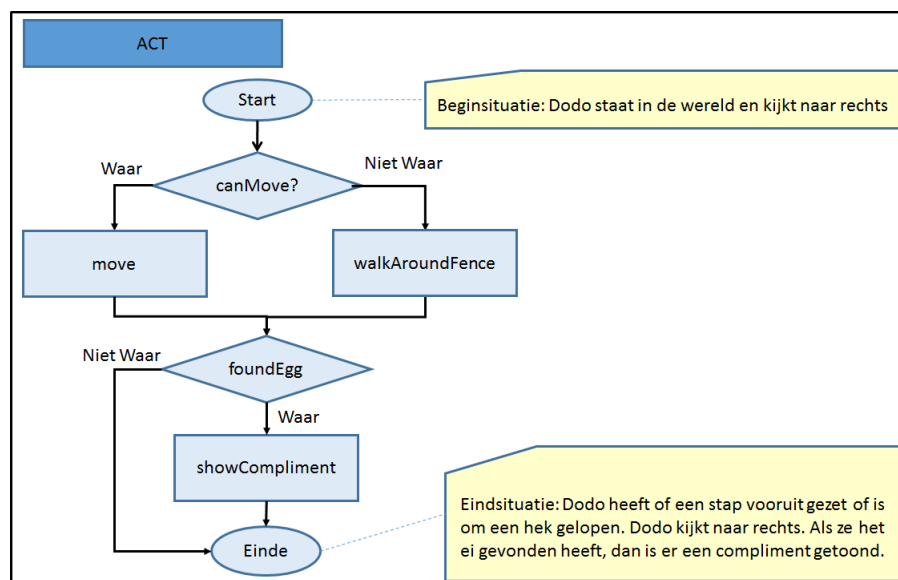 ACT
Start
Beginsituatie: Dodo staat in de wereld en kijkt naar rechts
Waar
Niet Waar
canMove?
move
walkAroundFence
Niet Waar
foundEgg
Waar
showCompliment
Eindsituatie: Dodo heeft of een stap vooruit gezet of is
om een hek gelopen. Dodo kijkt naar rechts. Als ze het
ei gevonden heeft, dan is er een compliment getoond.
Einde